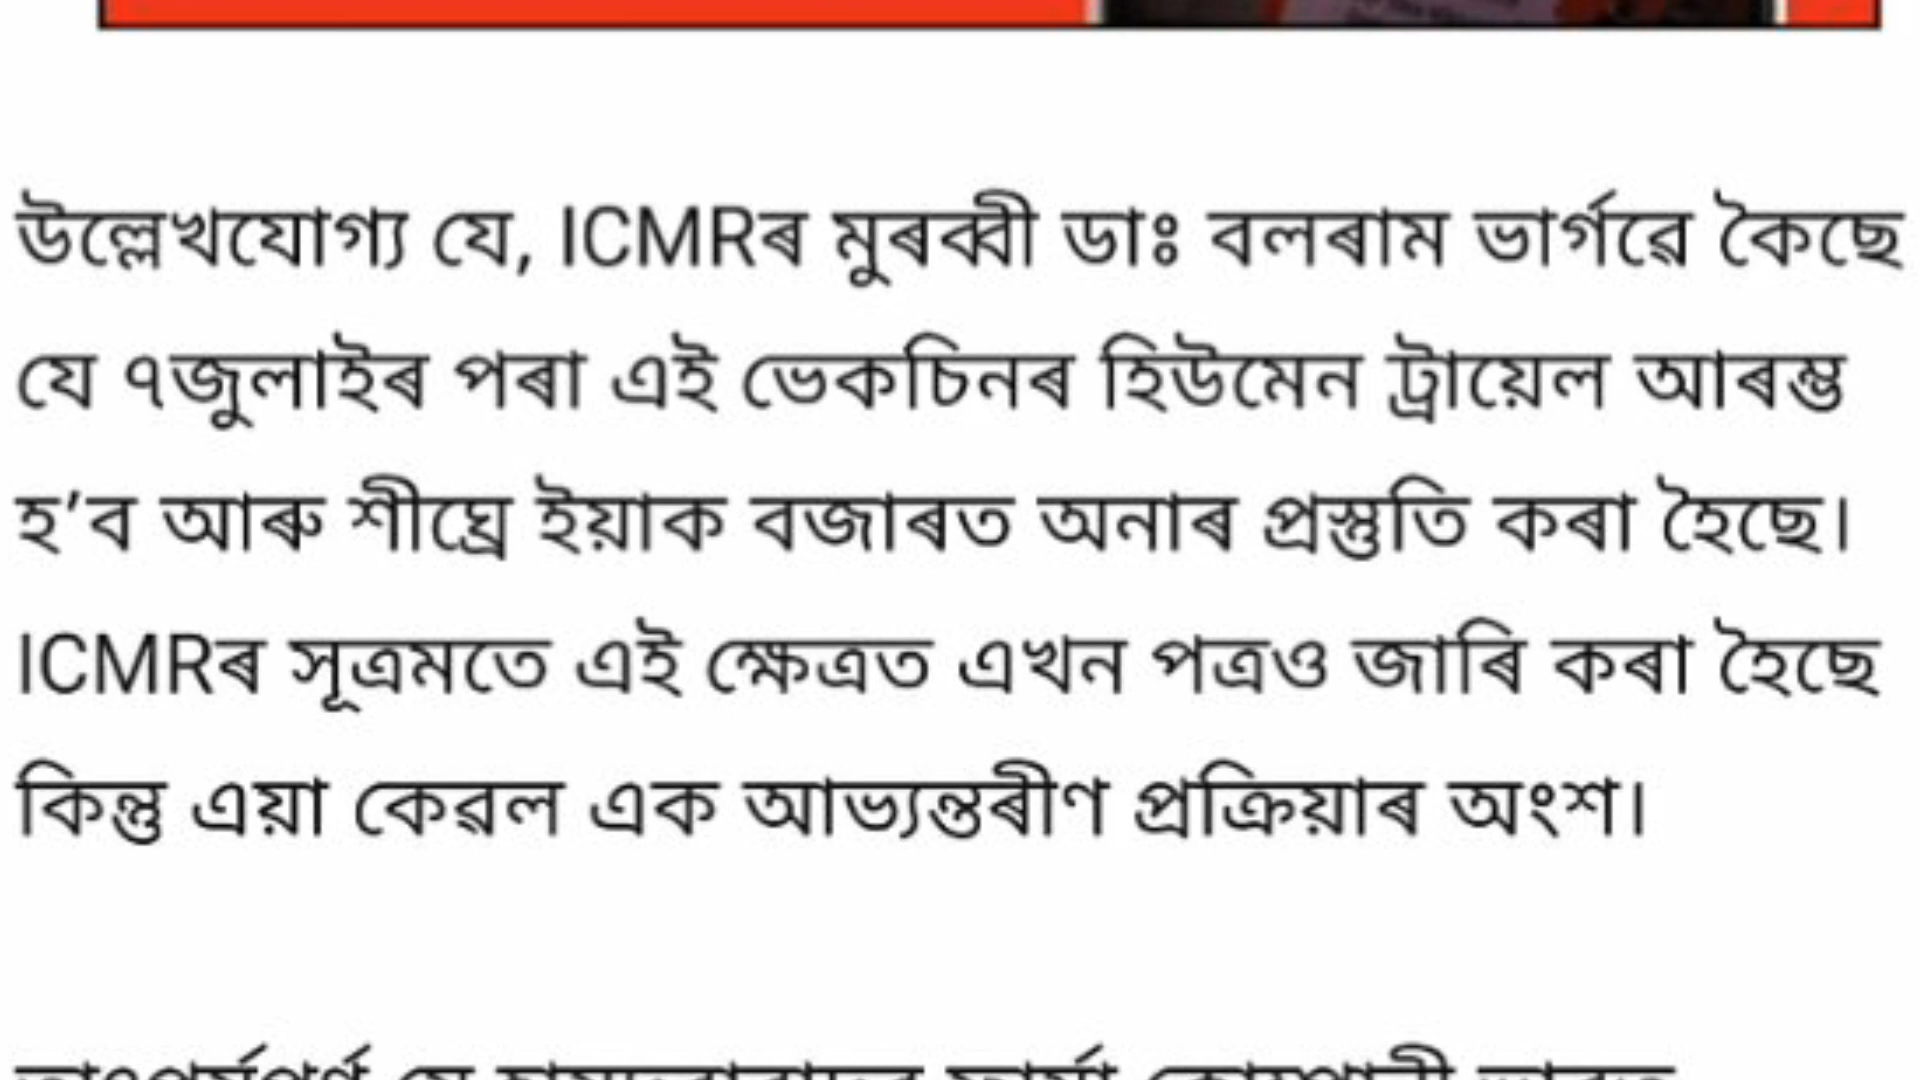 উল্লেখযোগ্য যে, ICMRৰ মুৰব্বী ডাঃ বলৰাম ভাৰ্গৱে কৈছে
যে ৭জুলাইৰ পৰা এই ভেকচিনৰ হিউমেন ট্ৰায়েল আৰম্ভ
হ’ব আৰু শীঘ্ৰে ইয়াক বজাৰত অনাৰ প্ৰস্তুতি কৰা হৈছে।
ICMRৰ সূত্ৰমতে এই ক্ষেত্ৰত এখন পত্ৰও জাৰি কৰা হৈছে
কিন্তু এয়া কেৱল এক আভ্যন্তৰীণ প্ৰক্ৰিয়াৰ অংশ।